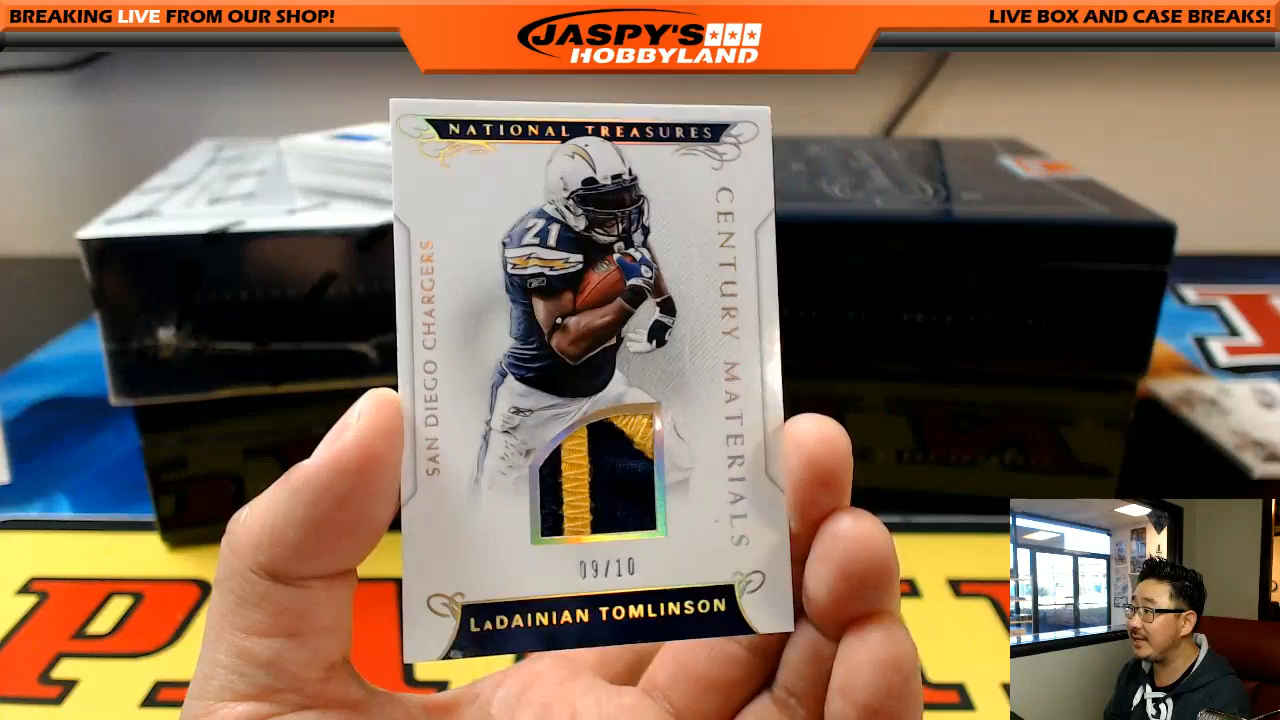 BREAKING LIVE FROM OUR SHOP!
JASPY'S
HOBBYLAND
LIVE BOX AND CASE BREAKS!
NATIONAL TREASURES
21
SAN DIEGO CHARGERS
CENTURY MATERIALS
09/10
LaDAINIAN TOMLINSON